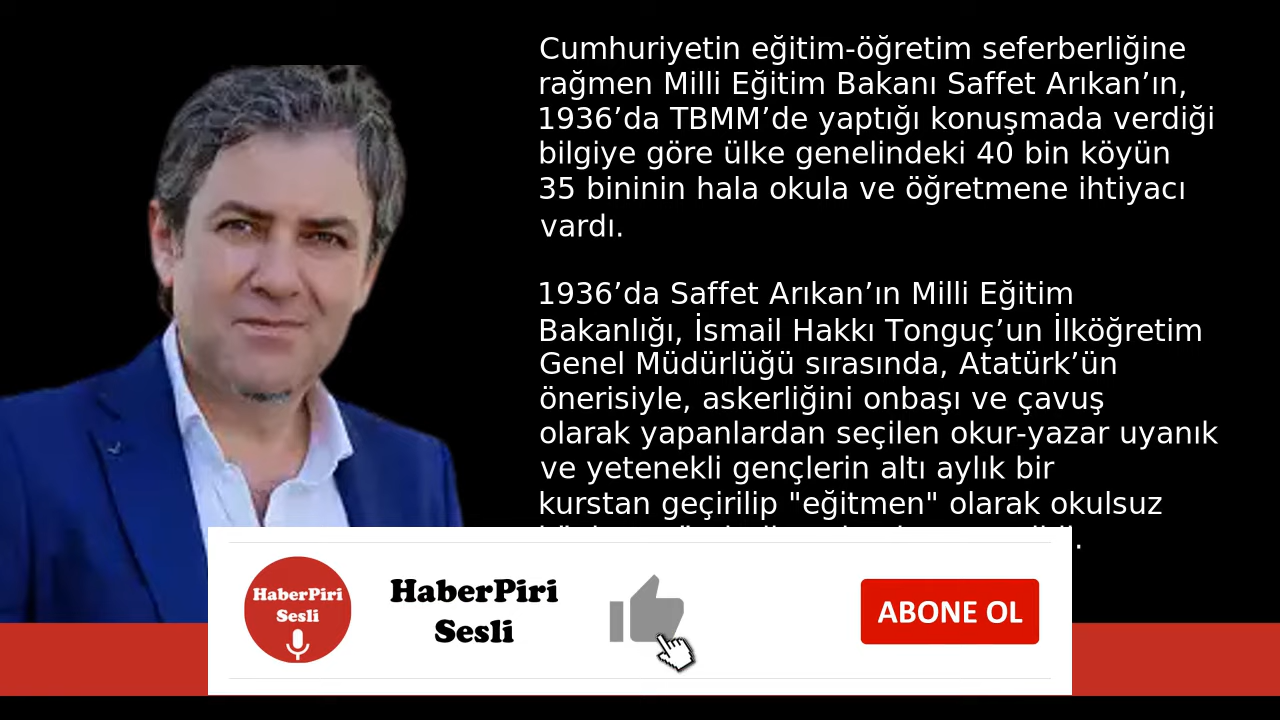 Cumhuriyetin eğitim-öğretim seferberliğine
rağmen Milli Eğitim Bakanı Saffet Arıkan’ın,
1936’da TBMM’de yaptığı konuşmada verdiği
bilgiye göre ülke genelindeki 40 bin köyün
35 bininin hala okula ve öğretmene ihtiyacı
vardı.
1936’da Saffet Arıkan’ın Milli Eğitim
Bakanlığı, İsmail Hakkı Tonguç’un İlköğretim
Genel Müdürlüğü sırasında, Atatürk’ün
önerisiyle, askerliğini onbaşı ve çavuş
olarak yapanlardan seçilen okur-yazar uyanık
ve yetenekli gençlerin altı aylık bir
kurstan geçirilip "eğitmen" olarak okulsuz
HaberPiri
Sesli
HaberPiri
Sesli
ABONE OL